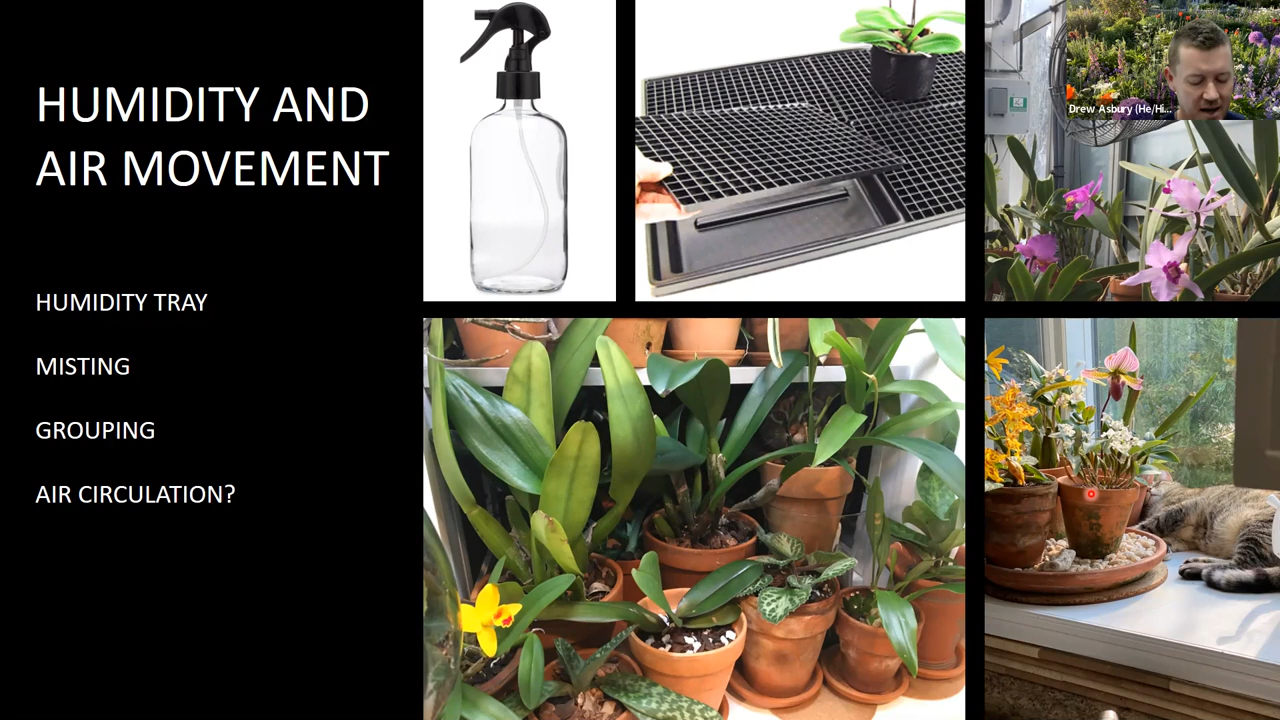 HUMIDITY AND
AIR MOVEMENT
HUMIDITY TRAY
MISTING
GROUPING
AIR CIRCULATION?
Drew Asbury (He/Hi...